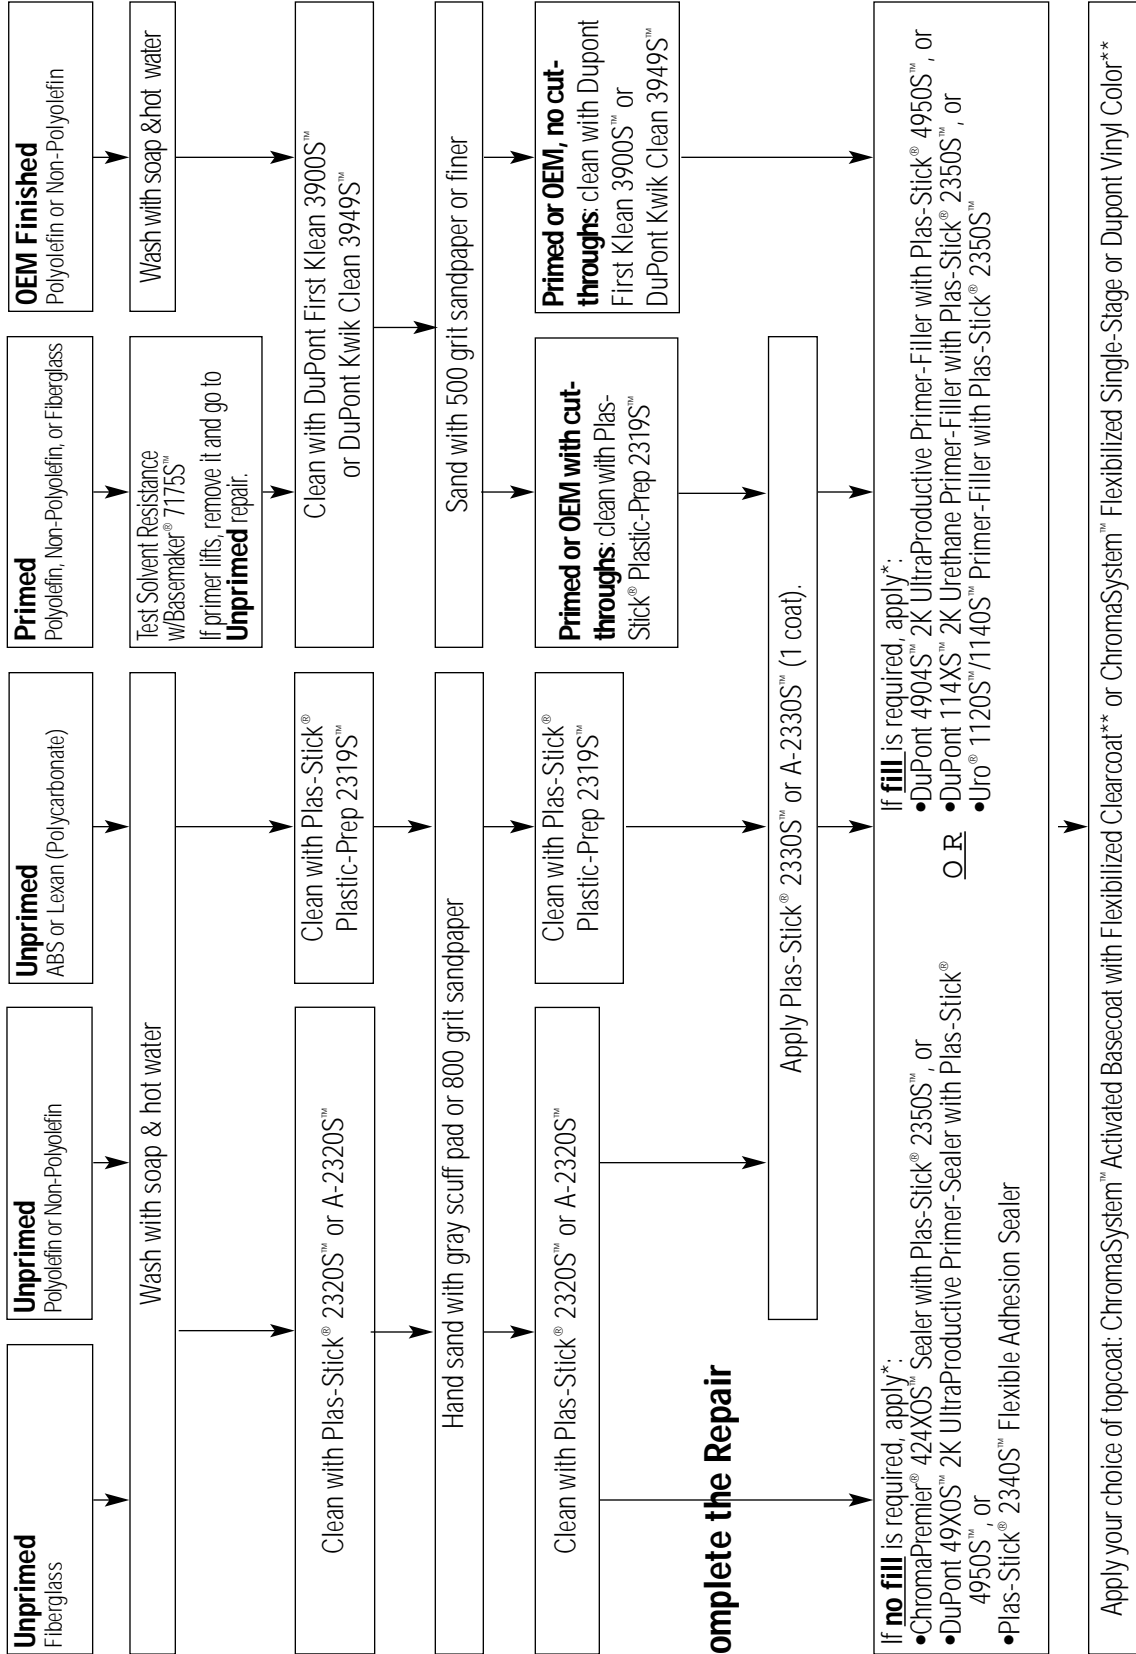 Unprimed
Fiberglass
Unprimed
Polyolefin or Non-Polyolefin
Unprimed
ABS or Lexan (Polycarbonate)
Primed
Polyolefin, Non-Polyolefin, or Fiberglass
OEM Finished
Polyolefin or Non-Polyolefin
Wash with soap & hot water
Test Solvent Resistance
w/Basemaker® 7175S™
If primer lifts, remove it and go to
Unprimed repair.
Wash with soap &hot water
Clean with Plas-Stick® 2320S™ or A-2320S™
Clean with Plas-Stick®
Plastic-Prep 2319S™
Clean with DuPont First Klean 3900S™
or DuPont Kwik Clean 3949S™
Hand sand with gray scuff pad or 800 grit sandpaper
Sand with 500 grit sandpaper or finer
Clean with Plas-Stick® 2320S™ or A-2320S™
Clean with Plas-Stick®
Plastic-Prep 2319S™
Primed or OEM with cut-
throughs: clean with Plas-
Stick® Plastic-Prep 2319S™
Primed or OEM, no cut-
throughs: clean with Dupont
First Klean 3900S™ or
DuPont Kwik Clean 3949S™
omplete the Repair
Apply Plas-Stick® 2330S™ or A-2330S™ (1 coat).
If no fill is required, apply*:
•ChromaPremier® 424XOS™ Sealer with Plas-Stick® 2350S™, or
•DuPont 49X0S™ 2K UltraProductive Primer-Sealer with Plas-Stick®
4950S™, or
•Plas-Stick® 2340S™ Flexible Adhesion Sealer
OR
If fill is required, apply*:
•DuPont 4904S™ 2K UltraProductive Primer-Filler with Plas-Stick® 4950S™, or
•DuPont 114XS™ 2K Urethane Primer-Filler with Plas-Stick® 2350S™, or
•Uro® 1120S™/1140S™ Primer-Filler with Plas-Stick® 2350S™
Apply your choice of topcoat: ChromaSystem™ Activated Basecoat with Flexibilized Clearcoat** or ChromaSystem™ Flexibilized Single-Stage or Dupont Vinyl Color**